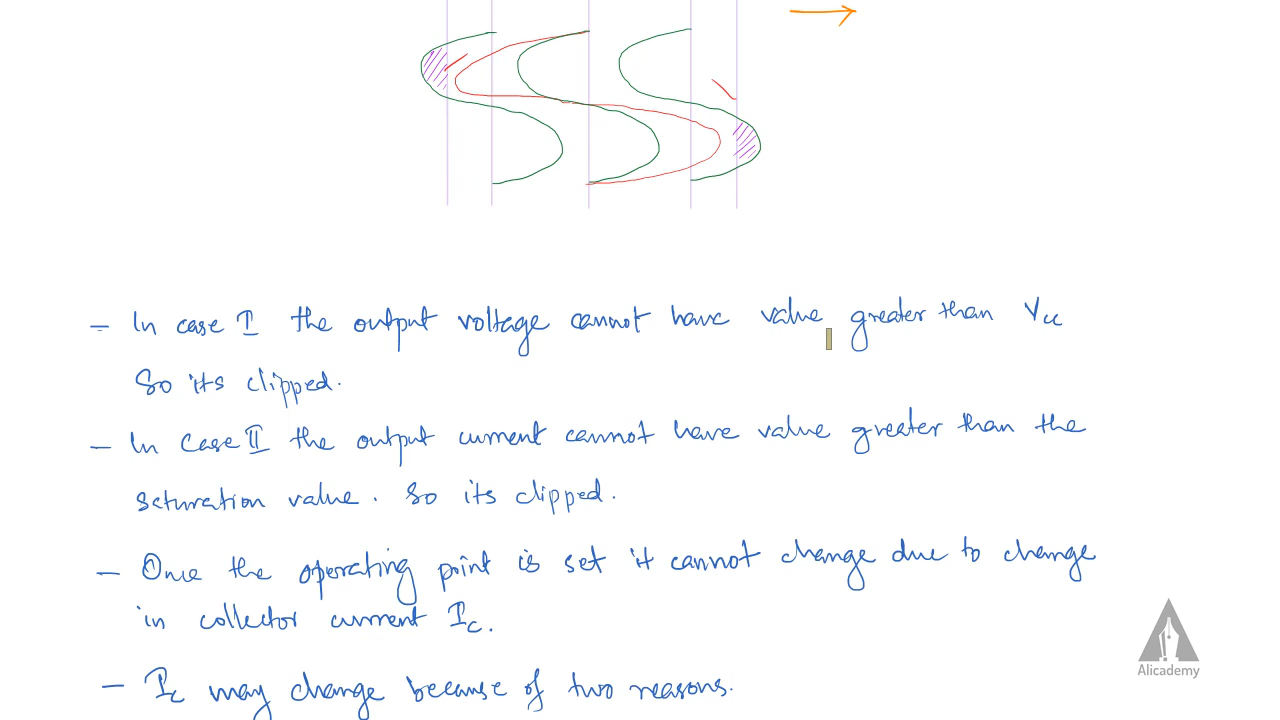 – In case I the output voltage cannot have value greater than Vcc
So its clipped.
– In case II the output current cannot have value greater than the
saturation value. So its clipped.
– Once the operating point is set it cannot change due to change
in collector current Ic.
– Ic may change because of two reasons.
Alicademy